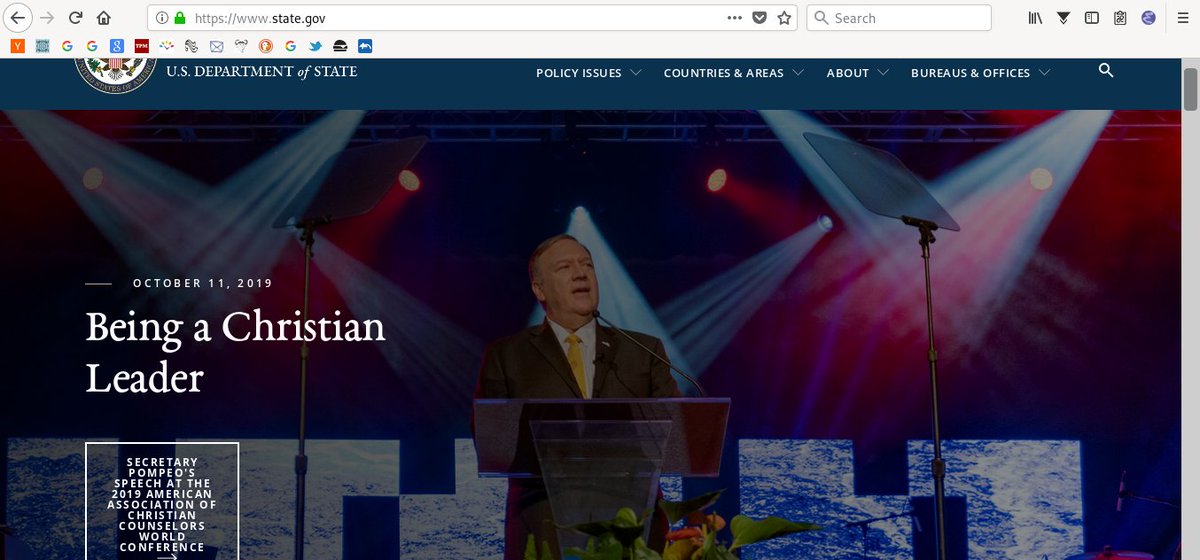 https://www.state.gov
Search
TPM
U.S. DEPARTMENT of STATE
POLICY ISSUES
COUNTRIES & AREAS
ABOUT
BUREAUS & OFFICES
OCTOBER 11, 2019
Being a Christian
Leader
SECRETARY
POMPEO'S
SPEECH AT THE
2019 AMERICAN
ASSOCIATION OF
CHRISTIAN
COUNSELORS
WORLD
CONFERENCE